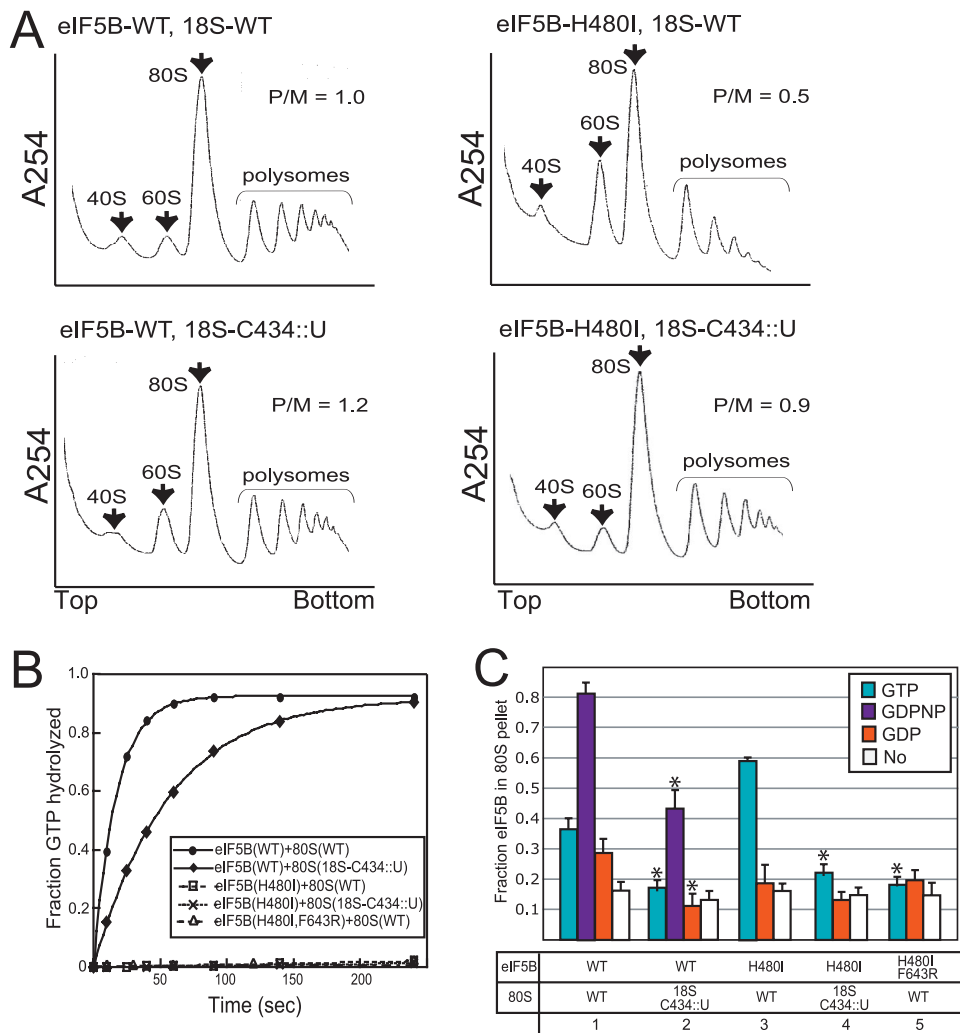 A
eIF5B-WT, 18S-WT
80S
P/M = 1.0
40S
60S
polysomes
A254
eIF5B-H480I, 18S-WT
80S
P/M = 0.5
60S
40S
polysomes
A254
eIF5B-WT, 18S-C434::U
80S
P/M = 1.2
60S
40S
polysomes
A254
Top
Bottom
eIF5B-H480I, 18S-C434::U
80S
P/M = 0.9
40S
60S
polysomes
A254
Top
Bottom
B
Fraction GTP hydrolyzed
1.0
0.8
0.6
0.4
0.2
0
eIF5B(WT)+80S(WT)
eIF5B(WT)+80S(18S-C434::U)
eIF5B(H480I)+80S(WT)
eIF5B(H480I)+80S(18S-C434::U)
eIF5B(H480I,F643R)+80S(WT)
50
100
150
200
Time (sec)
C
Fraction eIF5B in 80S pellet
0.8
0.7
0.6
0.5
0.4
0.3
0.2
0.1
GTP
GDPNP
GDP
No
*
*
*
*
*
eIF5B WT WT H480I H480I H480I F643R
80S WT 18S C434::U WT 18S C434::U WT
1 2 3 4 5